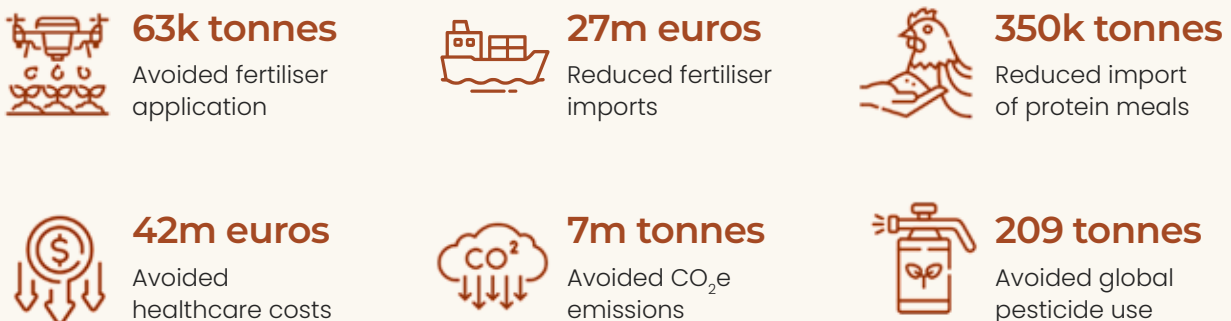 63k tonnes
Avoided fertiliser
application
27m euros
Reduced fertiliser
imports
350k tonnes
Reduced import
of protein meals
$
42m euros
Avoided
healthcare costs
CO²
7m tonnes
Avoided CO₂e
emissions
209 tonnes
Avoided global
pesticide use